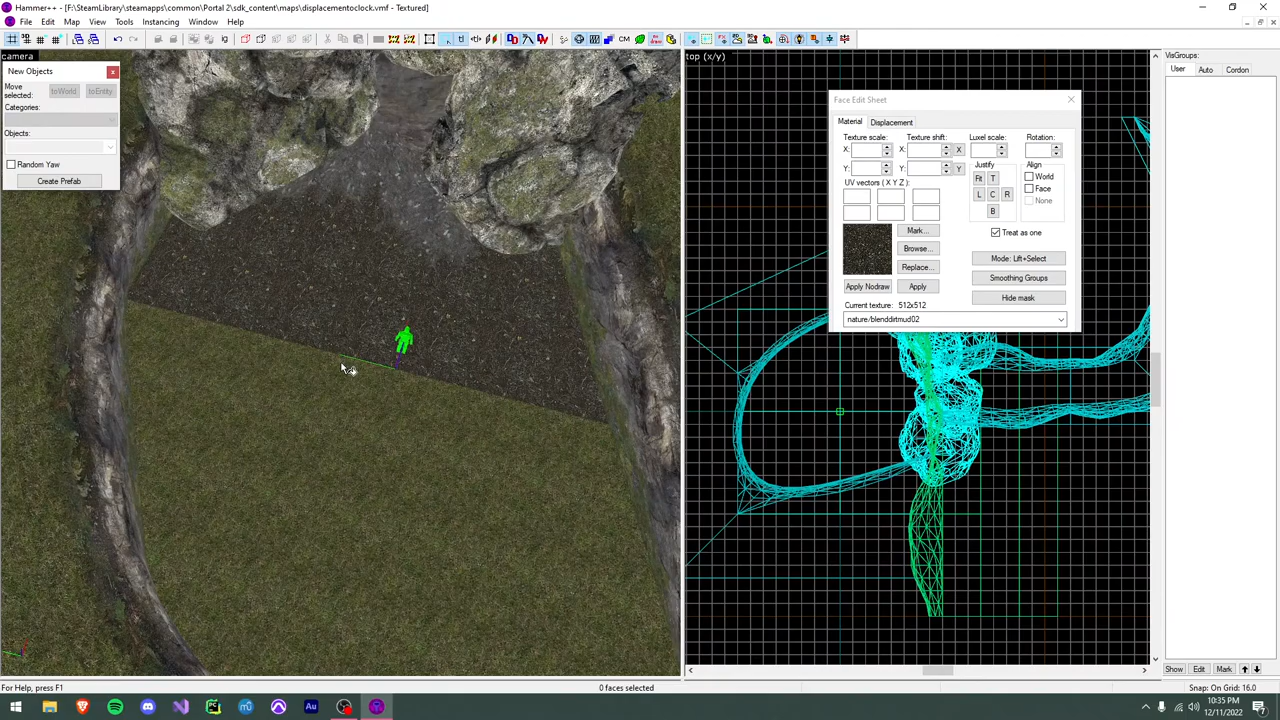 Hammer++ - [F:\SteamLibrary\steamapps\common\Portal 2\sdk_content\maps\displacementoclock.vmf - Textured]
File Edit Map View Tools Instancing Window Help
camera
New Objects
Move selected:
toWorld
toEntity
Categories:
Objects:
Random Yaw
Create Prefab
top (x/y)
Face Edit Sheet
Material Displacement
Texture scale: Texture shift: Luxel scale: Rotation:
X: X: X
Y: Y: Y
Justify Align
UV vectors ( X Y Z ):
Fit T World
L C R Face
None
B
Treat as one
Mark...
Browse...
Replace...
Mode: Lift+Select
Smoothing Groups
Hide mask
Apply Nodraw Apply
Current texture: 512x512
nature/blenddirtmud02
VisGroups:
User Auto Cordon
Show Edit Mark
For Help, press F1
0 faces selected
Snap: On Grid: 16.0
10:35 PM
12/11/2022